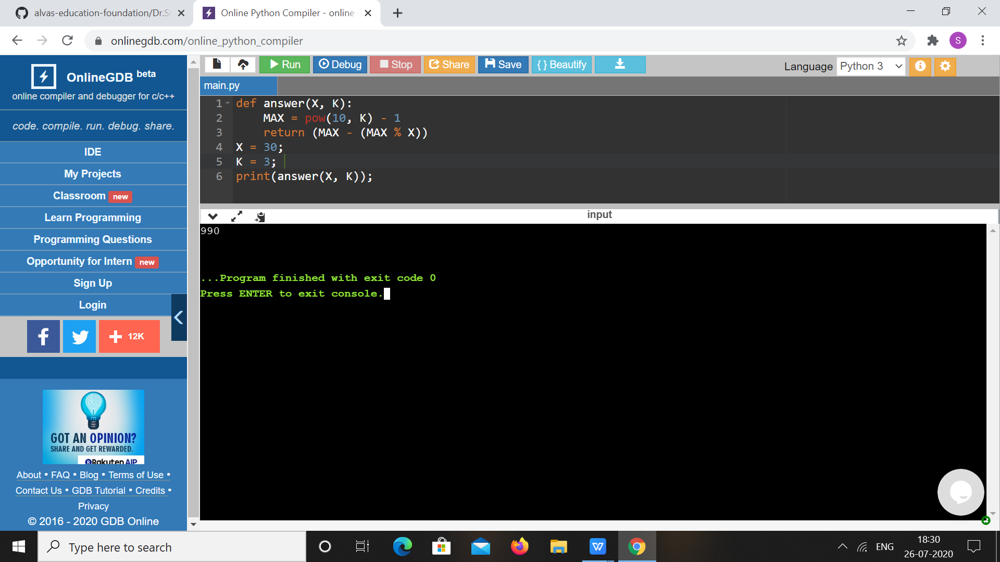 alvas-education-foundation/Dr.S
Online Python Compiler - online
onlinegdb.com/online_python_compiler
S
OnlineGDB beta
online compiler and debugger for c/c++
code. compile. run. debug. share.
IDE
My Projects
Classroom new
Learn Programming
Programming Questions
Opportunity for Intern new
Sign Up
Login
f
+ 12K
idea
GOT AN OPINION?
SHARE AND GET REWARDED.
Rakuten AIP
About • FAQ • Blog • Terms of Use •
Contact Us • GDB Tutorial • Credits •
Privacy
© 2016 - 2020 GDB Online
Run Debug Stop Share Save {} Beautify
Language Python 3
main.py
1 def answer(X, K):
2     MAX = pow(10, K) - 1
3     return (MAX - (MAX % X))
4 X = 30;
5 K = 3;
6 print(answer(X, K));
input
990
...Program finished with exit code 0
Press ENTER to exit console.
Type here to search
W
ENG
18:30
26-07-2020